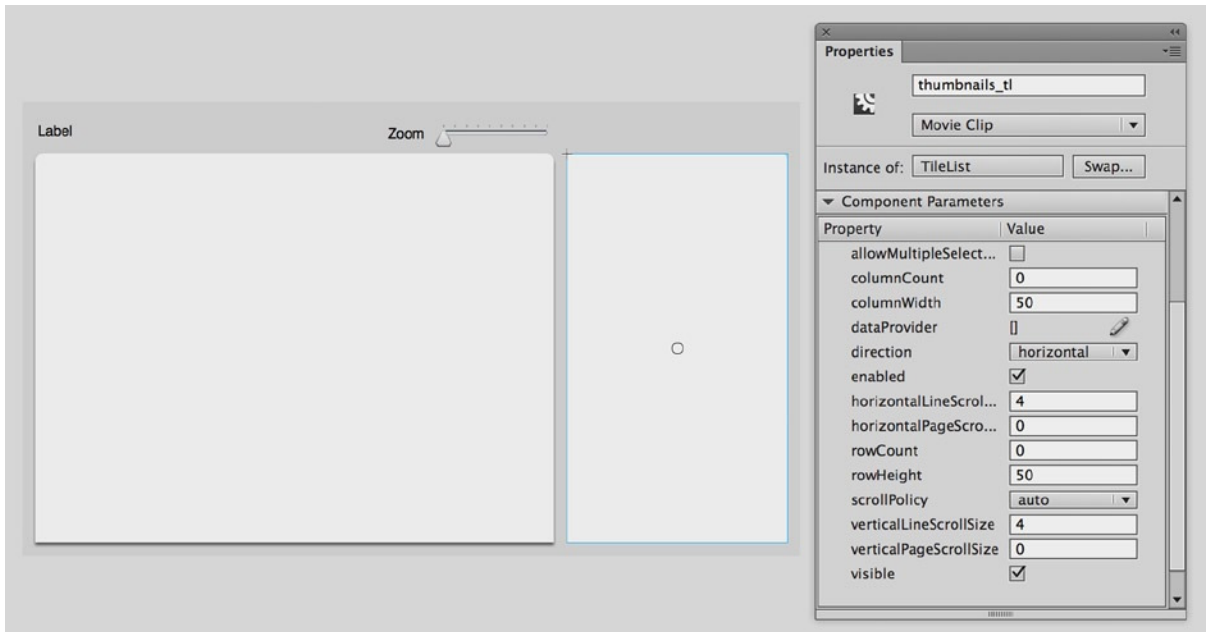 Label
Zoom
Properties
thumbnails_tl
Movie Clip
Instance of: TileList Swap...
Component Parameters
Property Value
allowMultipleSelect...
columnCount 0
columnWidth 50
dataProvider []
direction horizontal
enabled
horizontalLineScrol... 4
horizontalPageScro... 0
rowCount 0
rowHeight 50
scrollPolicy auto
verticalLineScrollSize 4
verticalPageScrollSize 0
visible